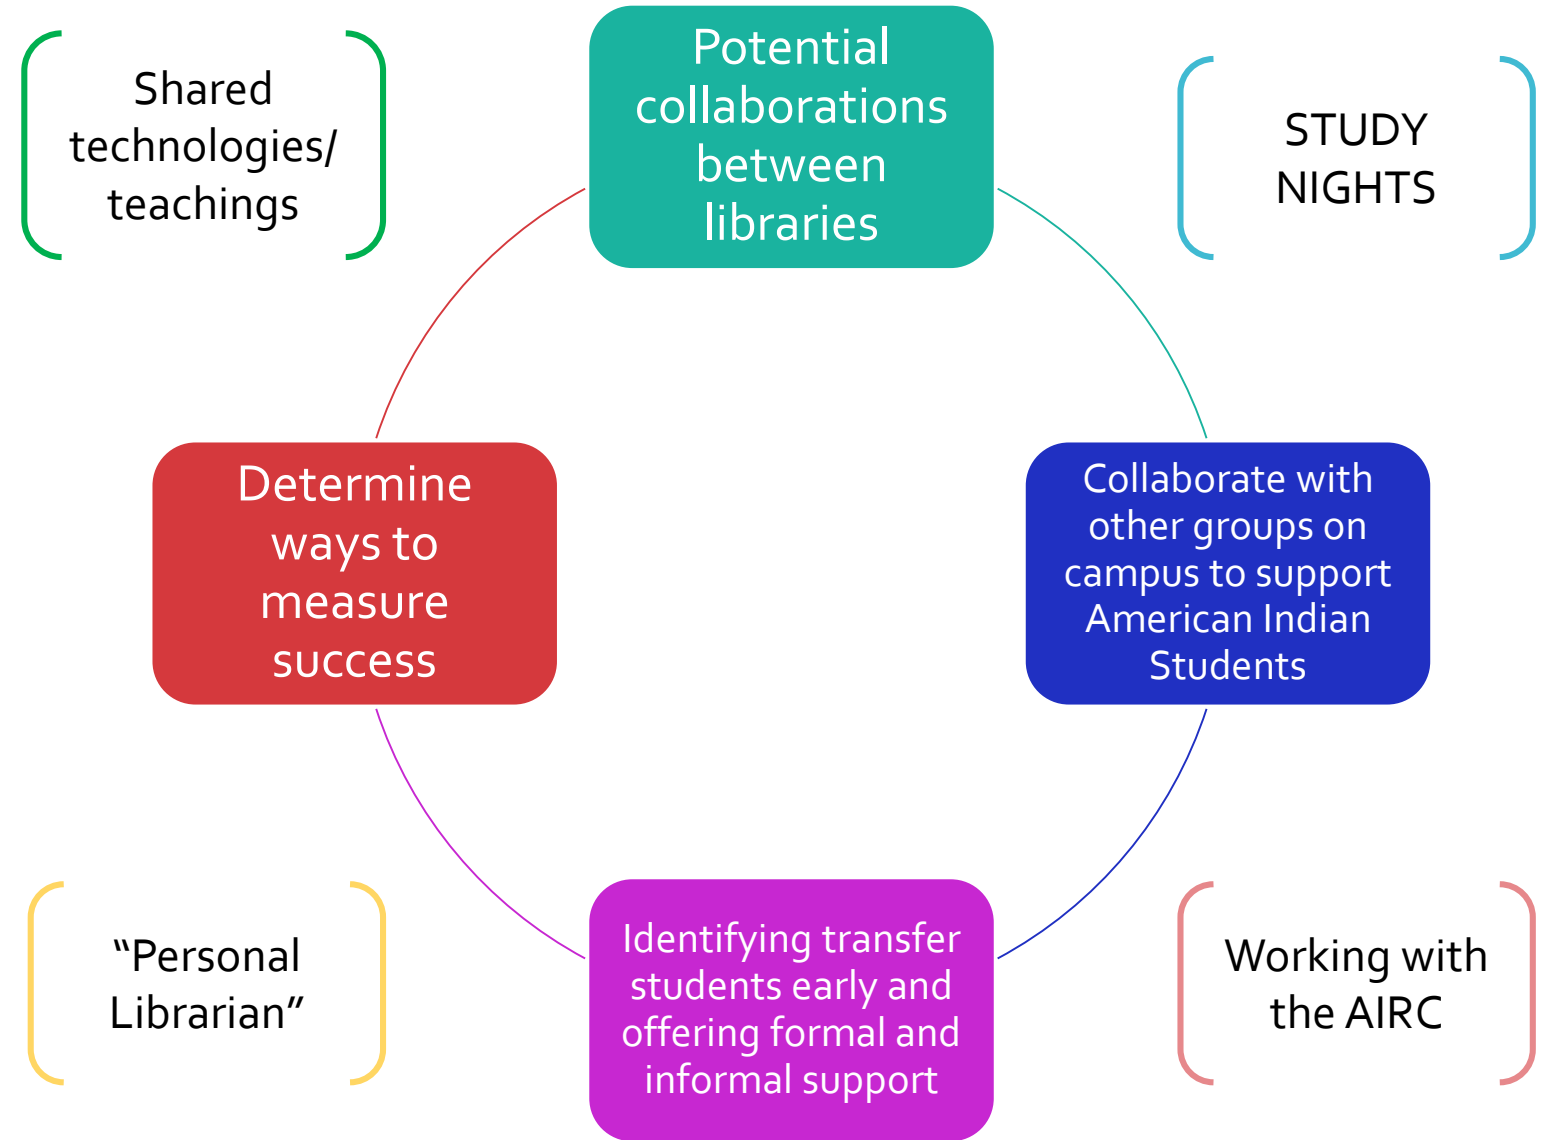 Shared
technologies/
teachings
Potential
collaborations
between
libraries
STUDY
NIGHTS
Determine
ways to
measure
success
Collaborate with
other groups on
campus to support
American Indian
Students
“Personal
Librarian”
Identifying transfer
students early and
offering formal and
informal support
Working with
the AIRC